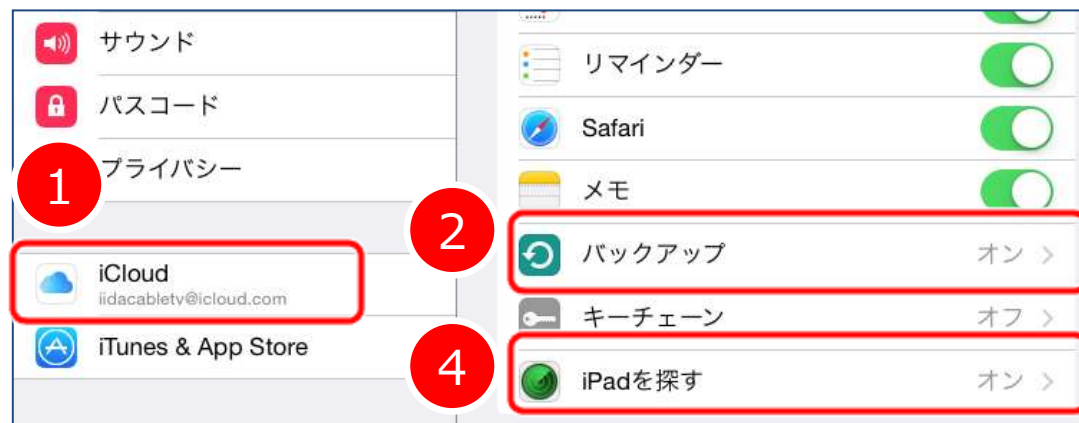 サウンド
パスコード
プライバシー
1
iCloud
iidacabletv@icloud.com
iTunes & App Store
リマインダー
Safari
メモ
2
バックアップ オン
キーチェーン オフ
4
iPadを探す オン